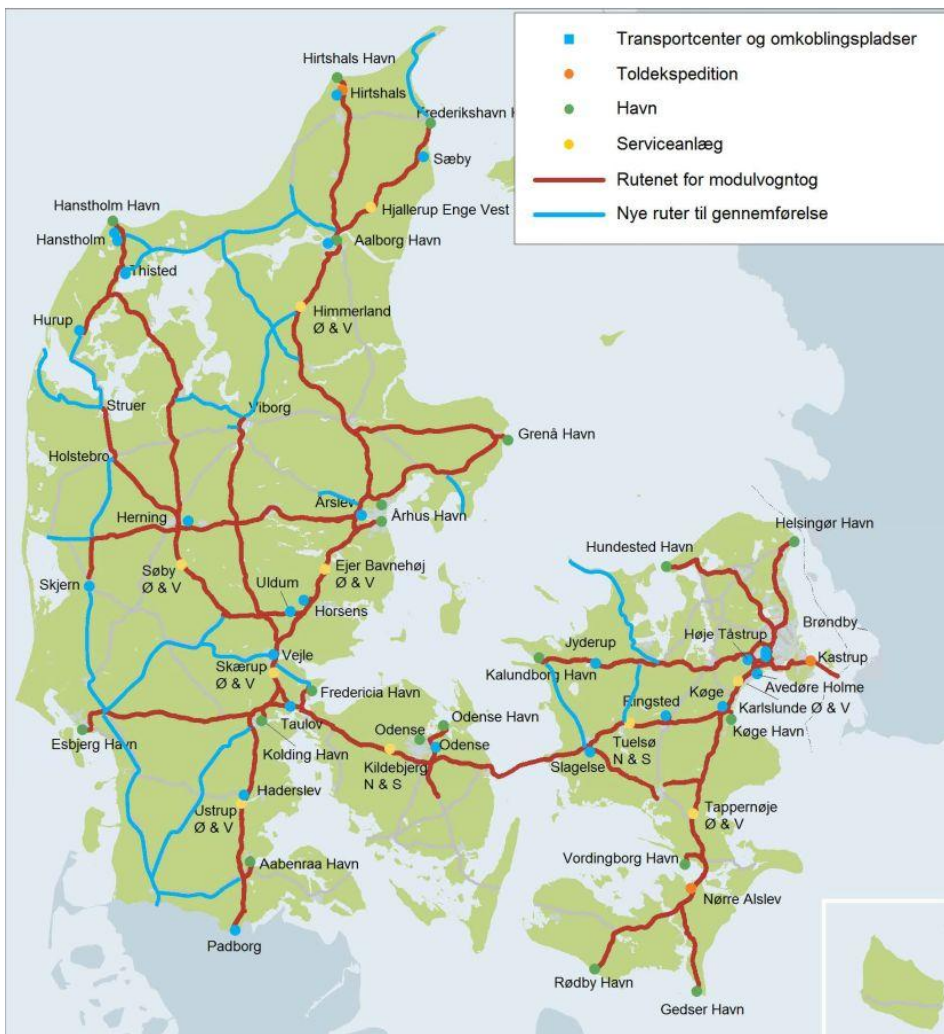 Transportcenter og omkoblingspladser
Toldekspedition
Havn
Serviceanlæg
Rutenet for modulvogntog
Nye ruter til gennemførelse
Hirtshals Havn
Hirtshals
Frederikshavn H
Sæby
Hanstholm Havn
Hjallerup Enge Vest
Hanstholm
Aalborg Havn
Thisted
Himmerland
Ø & V
Hurup
Struer
Viborg
Grenå Havn
Holstebro
Årslev
Herning
Århus Havn
Helsingør Havn
Hundested Havn
Søby
Ø & V
Ejer Bavnehøj
Ø & V
Skjern
Uldum
Horsens
Brøndby
Høje Tåstrup
Jyderup
Vejle
Kastrup
Skærup
Ø & V
Kalundborg Havn
Avedøre Holme
Fredericia Havn
Køge
Karlslunde Ø & V
Ringsted
Taulov
Odense Havn
Odense
Esbjerg Havn
Kolding Havn
Odense
Køge Havn
Tuelsø
N & S
Kildebjerg
N & S
Slagelse
Haderslev
Ustrup
Ø & V
Tappernøje
Ø & V
Aabenraa Havn
Vordingborg Havn
Nørre Alslev
Padborg
Rødby Havn
Gedser Havn